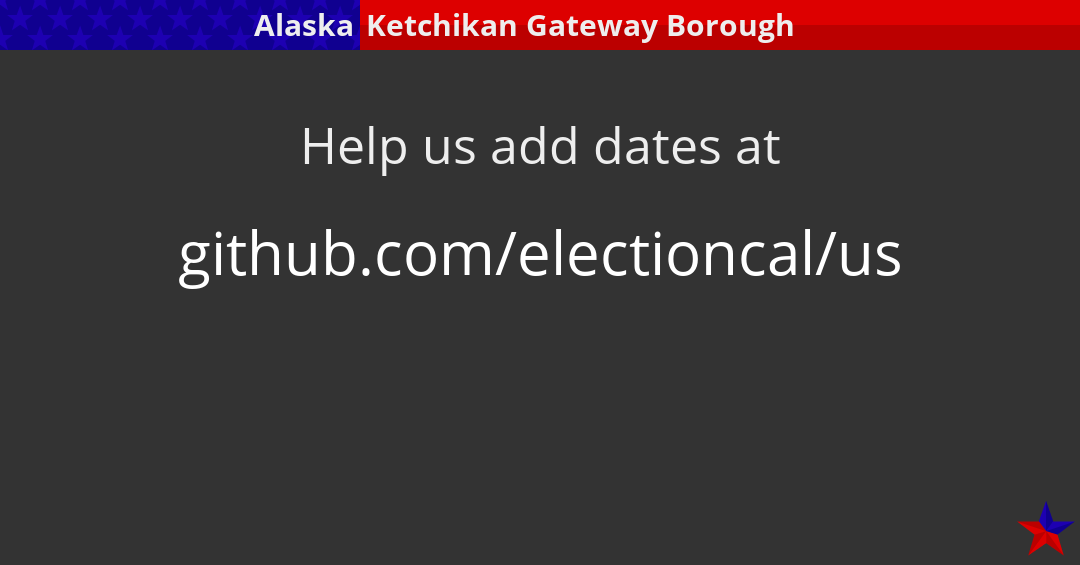 Alaska Ketchikan Gateway Borough
Help us add dates at
github.com/electioncal/us